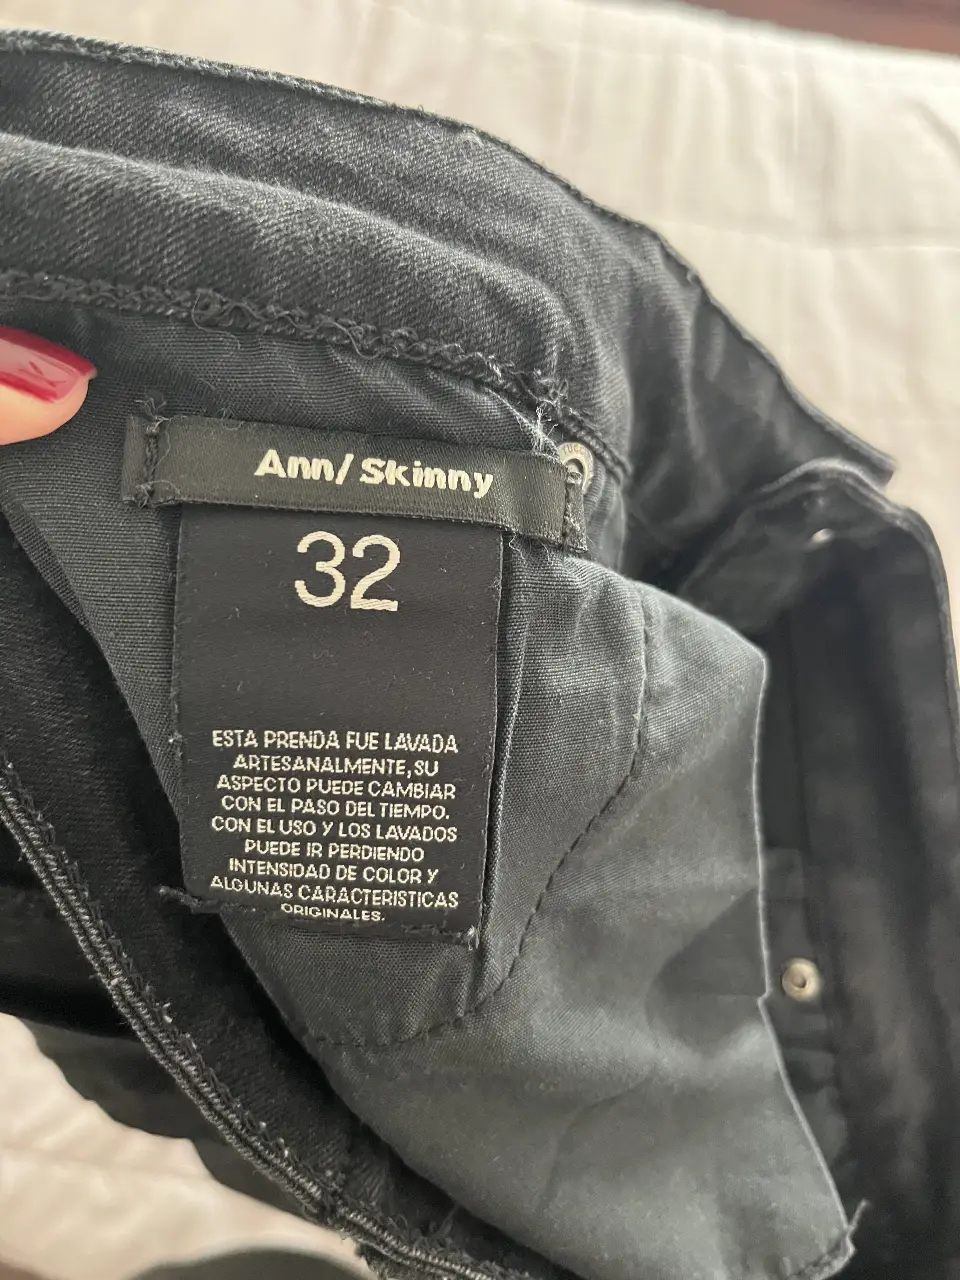 Ann/Skinny
32
ESTA PRENDA FUE LAVADA
ARTESANALMENTE,SU
ASPECTO PUEDE CAMBIAR
CON EL PASO DEL TIEMPO.
CON EL USO Y LOS LAVADOS
PUEDE IR PERDIENDO
INTENSIDAD DE COLOR Y
ALGUNAS CARACTERISTICAS
ORIGINALES.